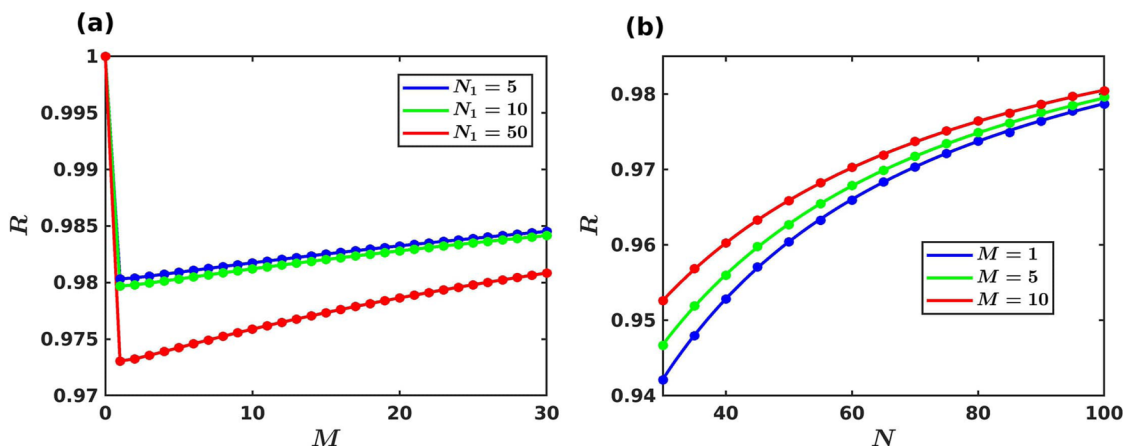 (a)
1
0.995
0.99
0.985
0.98
0.975
0.97
R
0 10 20 30
M
N₁ = 5
N₁ = 10
N₁ = 50
(b)
0.98
0.97
0.96
0.95
0.94
R
40 60 80 100
N
M = 1
M = 5
M = 10